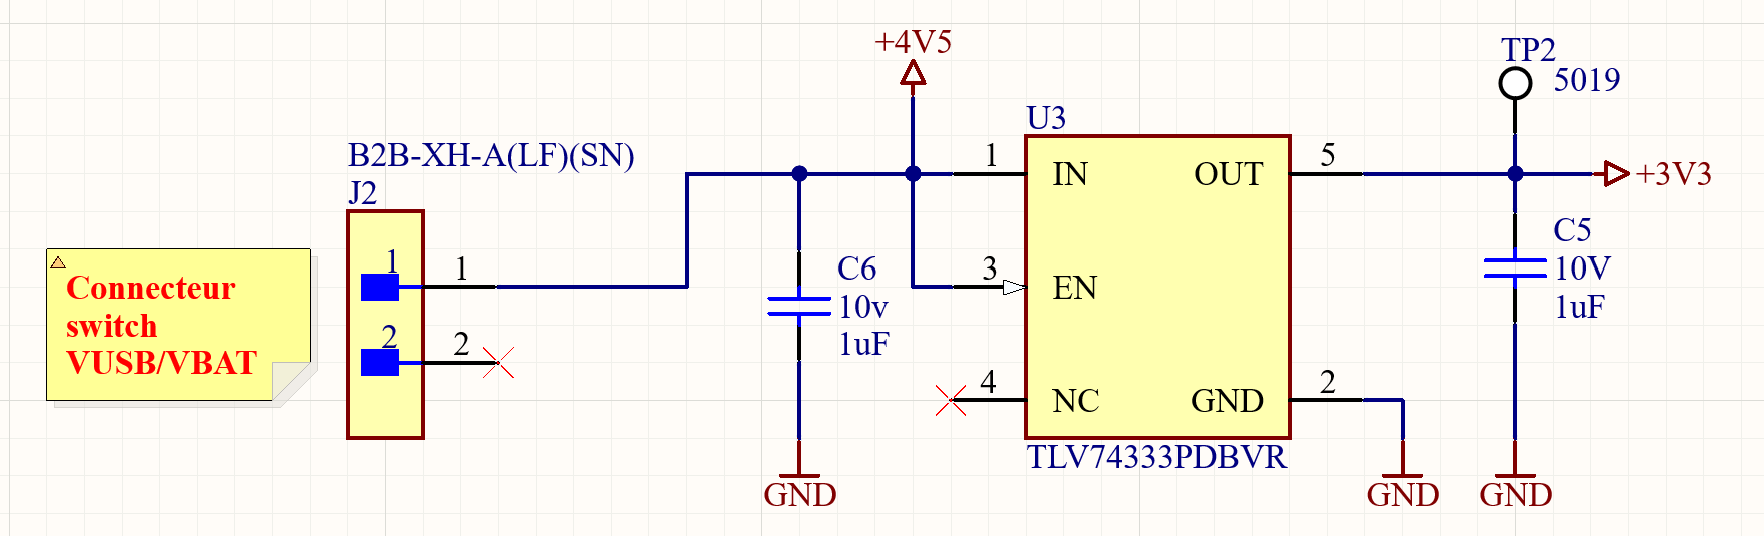 Connecteur
switch
VUSB/VBAT
B2B-XH-A(LF)(SN)
J2
1
1
2
2
C6
10v
1uF
GND
+4V5
U3
1
IN
3
EN
4
NC
OUT
5
GND
2
TLV74333PDBVR
GND
TP2
5019
+3V3
C5
10V
1uF
GND